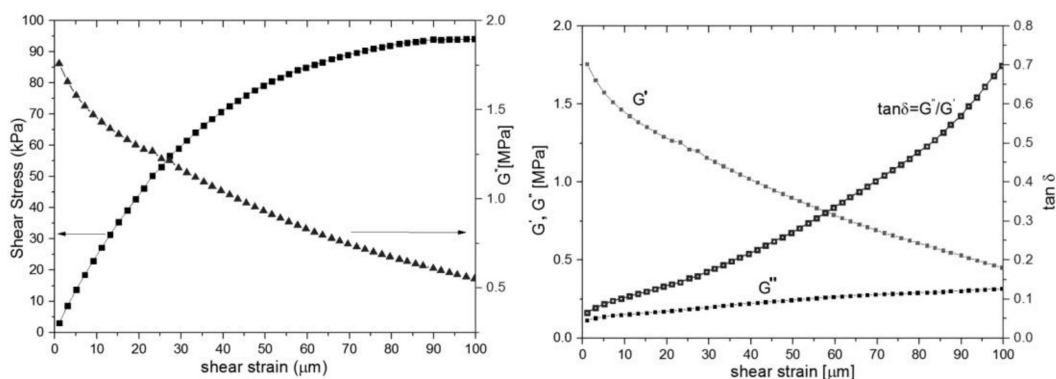 100
90
80
70
60
50
40
30
20
10
0
Shear Stress (kPa)
0 10 20 30 40 50 60 70 80 90 100
shear strain (μm)
2.0
1.5
1.0
0.5
G*[MPa]
2.0
1.5
1.0
0.5
0.0
G', G" [MPa]
G'
tanδ=G"/G'
G"
0 10 20 30 40 50 60 70 80 90 100
shear strain [μm]
0.8
0.7
0.6
0.5
0.4
0.3
0.2
0.1
0.0
tan δ